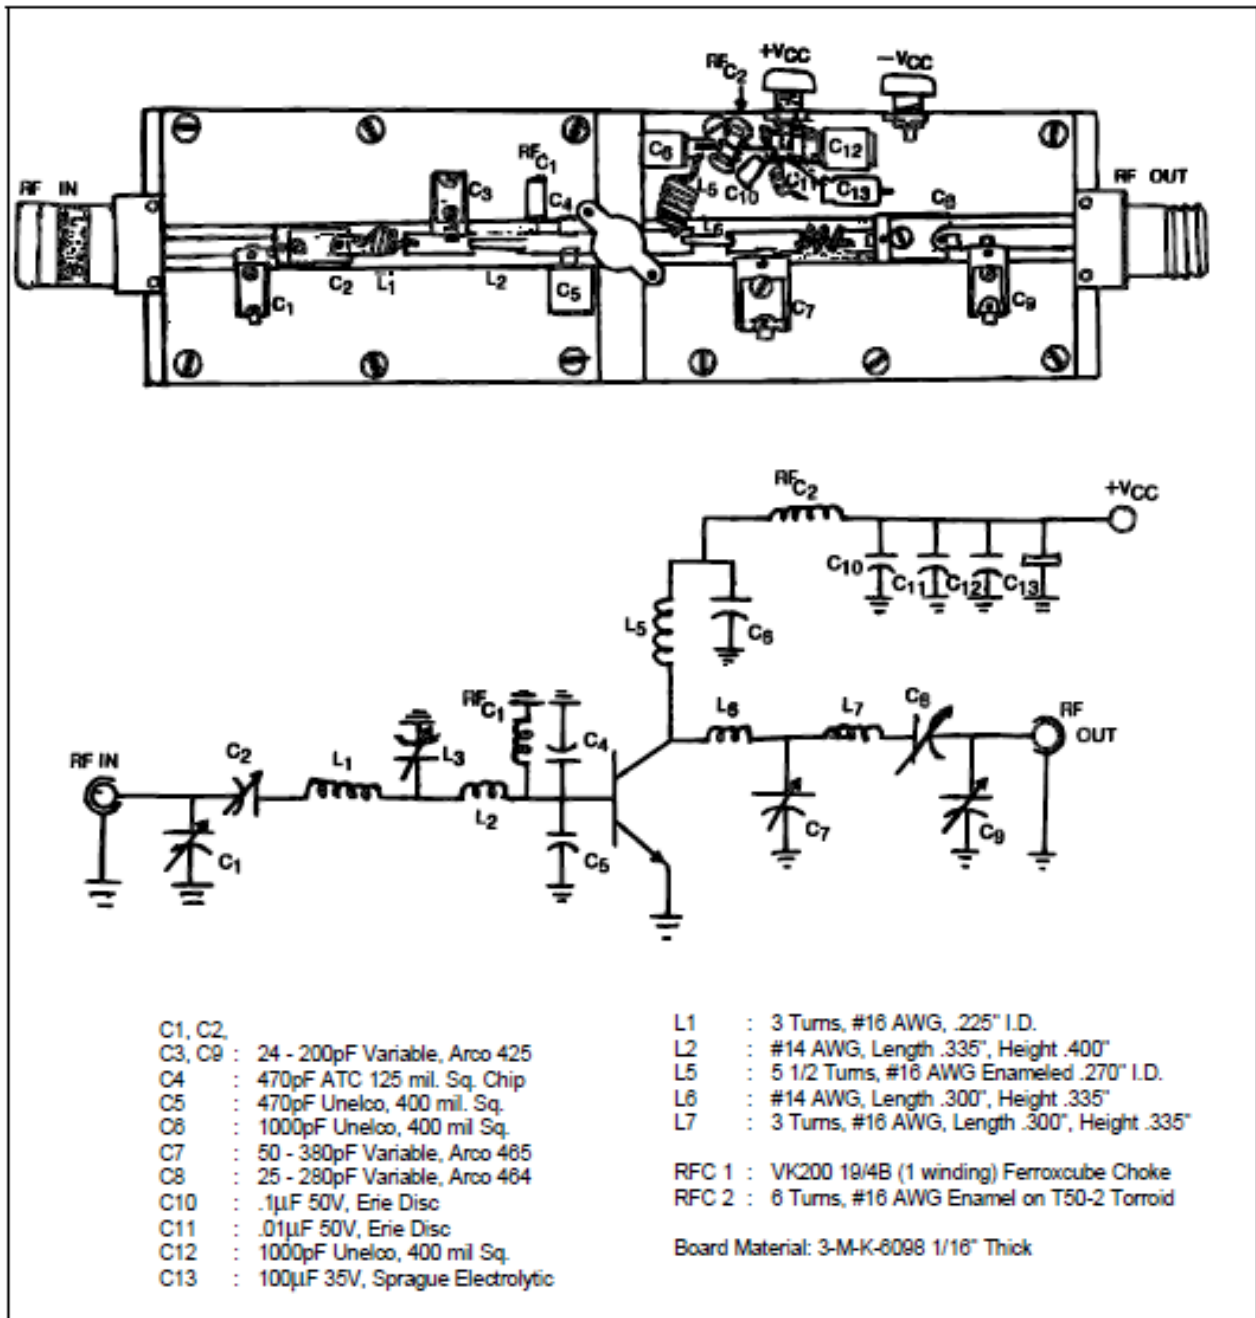 RFC2
+VCC
-VCC
C6
C12
L5
C10
C11
C13
RFC1
C3
C4
RF IN
RF OUT
C8
L6
C1
C2
L1
L2
C5
C7
C9
RFC2
+VCC
C10
C11
C12
C13
L5
C6
RFC1
C4
L6
L7
C8
RF
OUT
RF IN
C2
L1
L3
L2
C1
C5
C7
C9
C1, C2,
C3, C9 : 24 - 200pF Variable, Arco 425
C4 : 470pF ATC 125 mil. Sq. Chip
C5 : 470pF Unelco, 400 mil. Sq.
C6 : 1000pF Unelco, 400 mil Sq.
C7 : 50 - 380pF Variable, Arco 465
C8 : 25 - 280pF Variable, Arco 464
C10 : .1µF 50V, Erie Disc
C11 : .01µF 50V, Erie Disc
C12 : 1000pF Unelco, 400 mil Sq.
C13 : 100µF 35V, Sprague Electrolytic
L1 : 3 Turns, #16 AWG, .225" I.D.
L2 : #14 AWG, Length .335", Height .400"
L5 : 5 1/2 Turns, #16 AWG Enameled .270" I.D.
L6 : #14 AWG, Length .300", Height .335"
L7 : 3 Turns, #16 AWG, Length .300", Height .335"
RFC 1 : VK200 19/4B (1 winding) Ferroxcube Choke
RFC 2 : 6 Turns, #16 AWG Enamel on T50-2 Torroid
Board Material: 3-M-K-6098 1/16" Thick